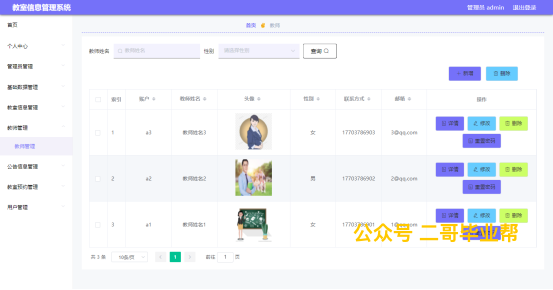 教室信息管理系统
管理员 admin 退出登录
首页
首页 教师
个人中心
管理员管理
基础数据管理
教室信息管理
教师管理
教师管理
公告信息管理
教室预约管理
用户管理
教师姓名 教师姓名 性别 请选择性别 查询
新增 删除
索引 账户 教师姓名 头像 性别 联系方式 邮箱 操作
1 a3 教师姓名3 女 17703786903 3@qq.com 详情 修改 删除
重置密码
2 a2 教师姓名2 男 17703786902 2@qq.com 详情 修改 删除
重置密码
3 a1 教师姓名1 女 17703786901 1@qq.com 详情 修改 删除
公众号 二哥毕业帮
共 3 条 10条/页 1 前往 1 页